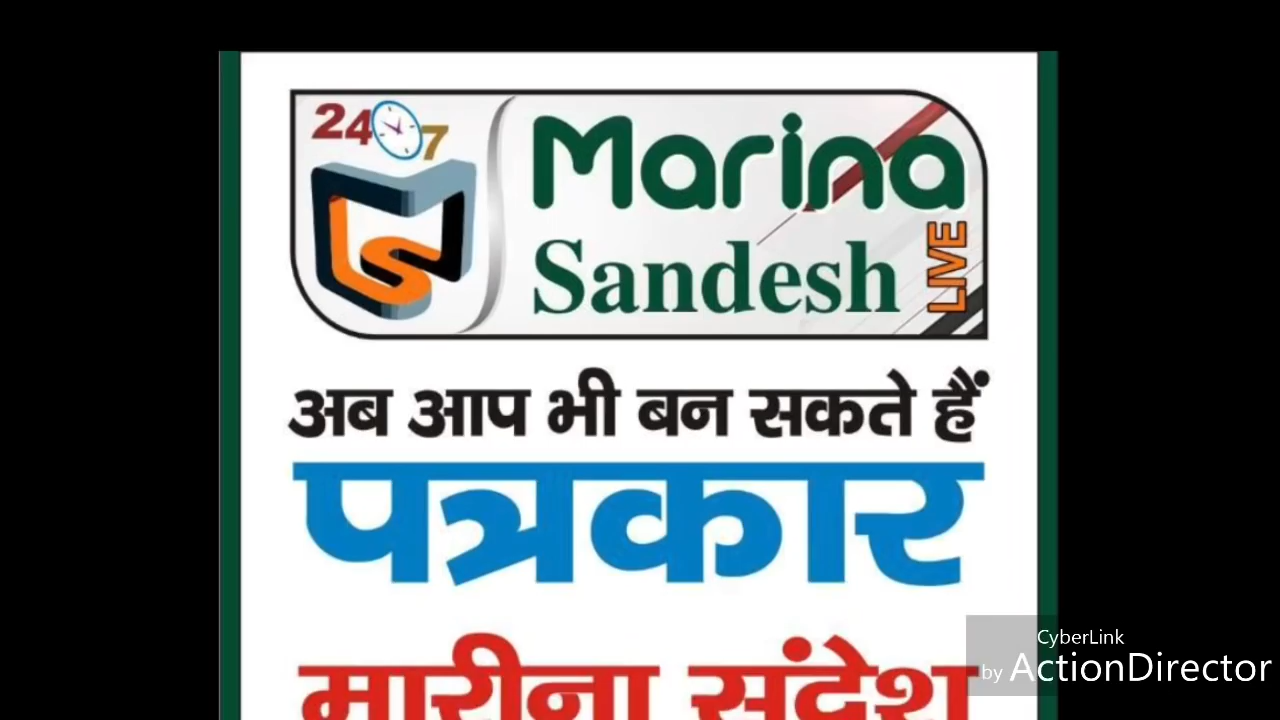 24 7
Marina
Sandesh
LIVE
अब आप भी बन सकते हैं
पत्रकार
मारीना संदेश
CyberLink
by ActionDirector